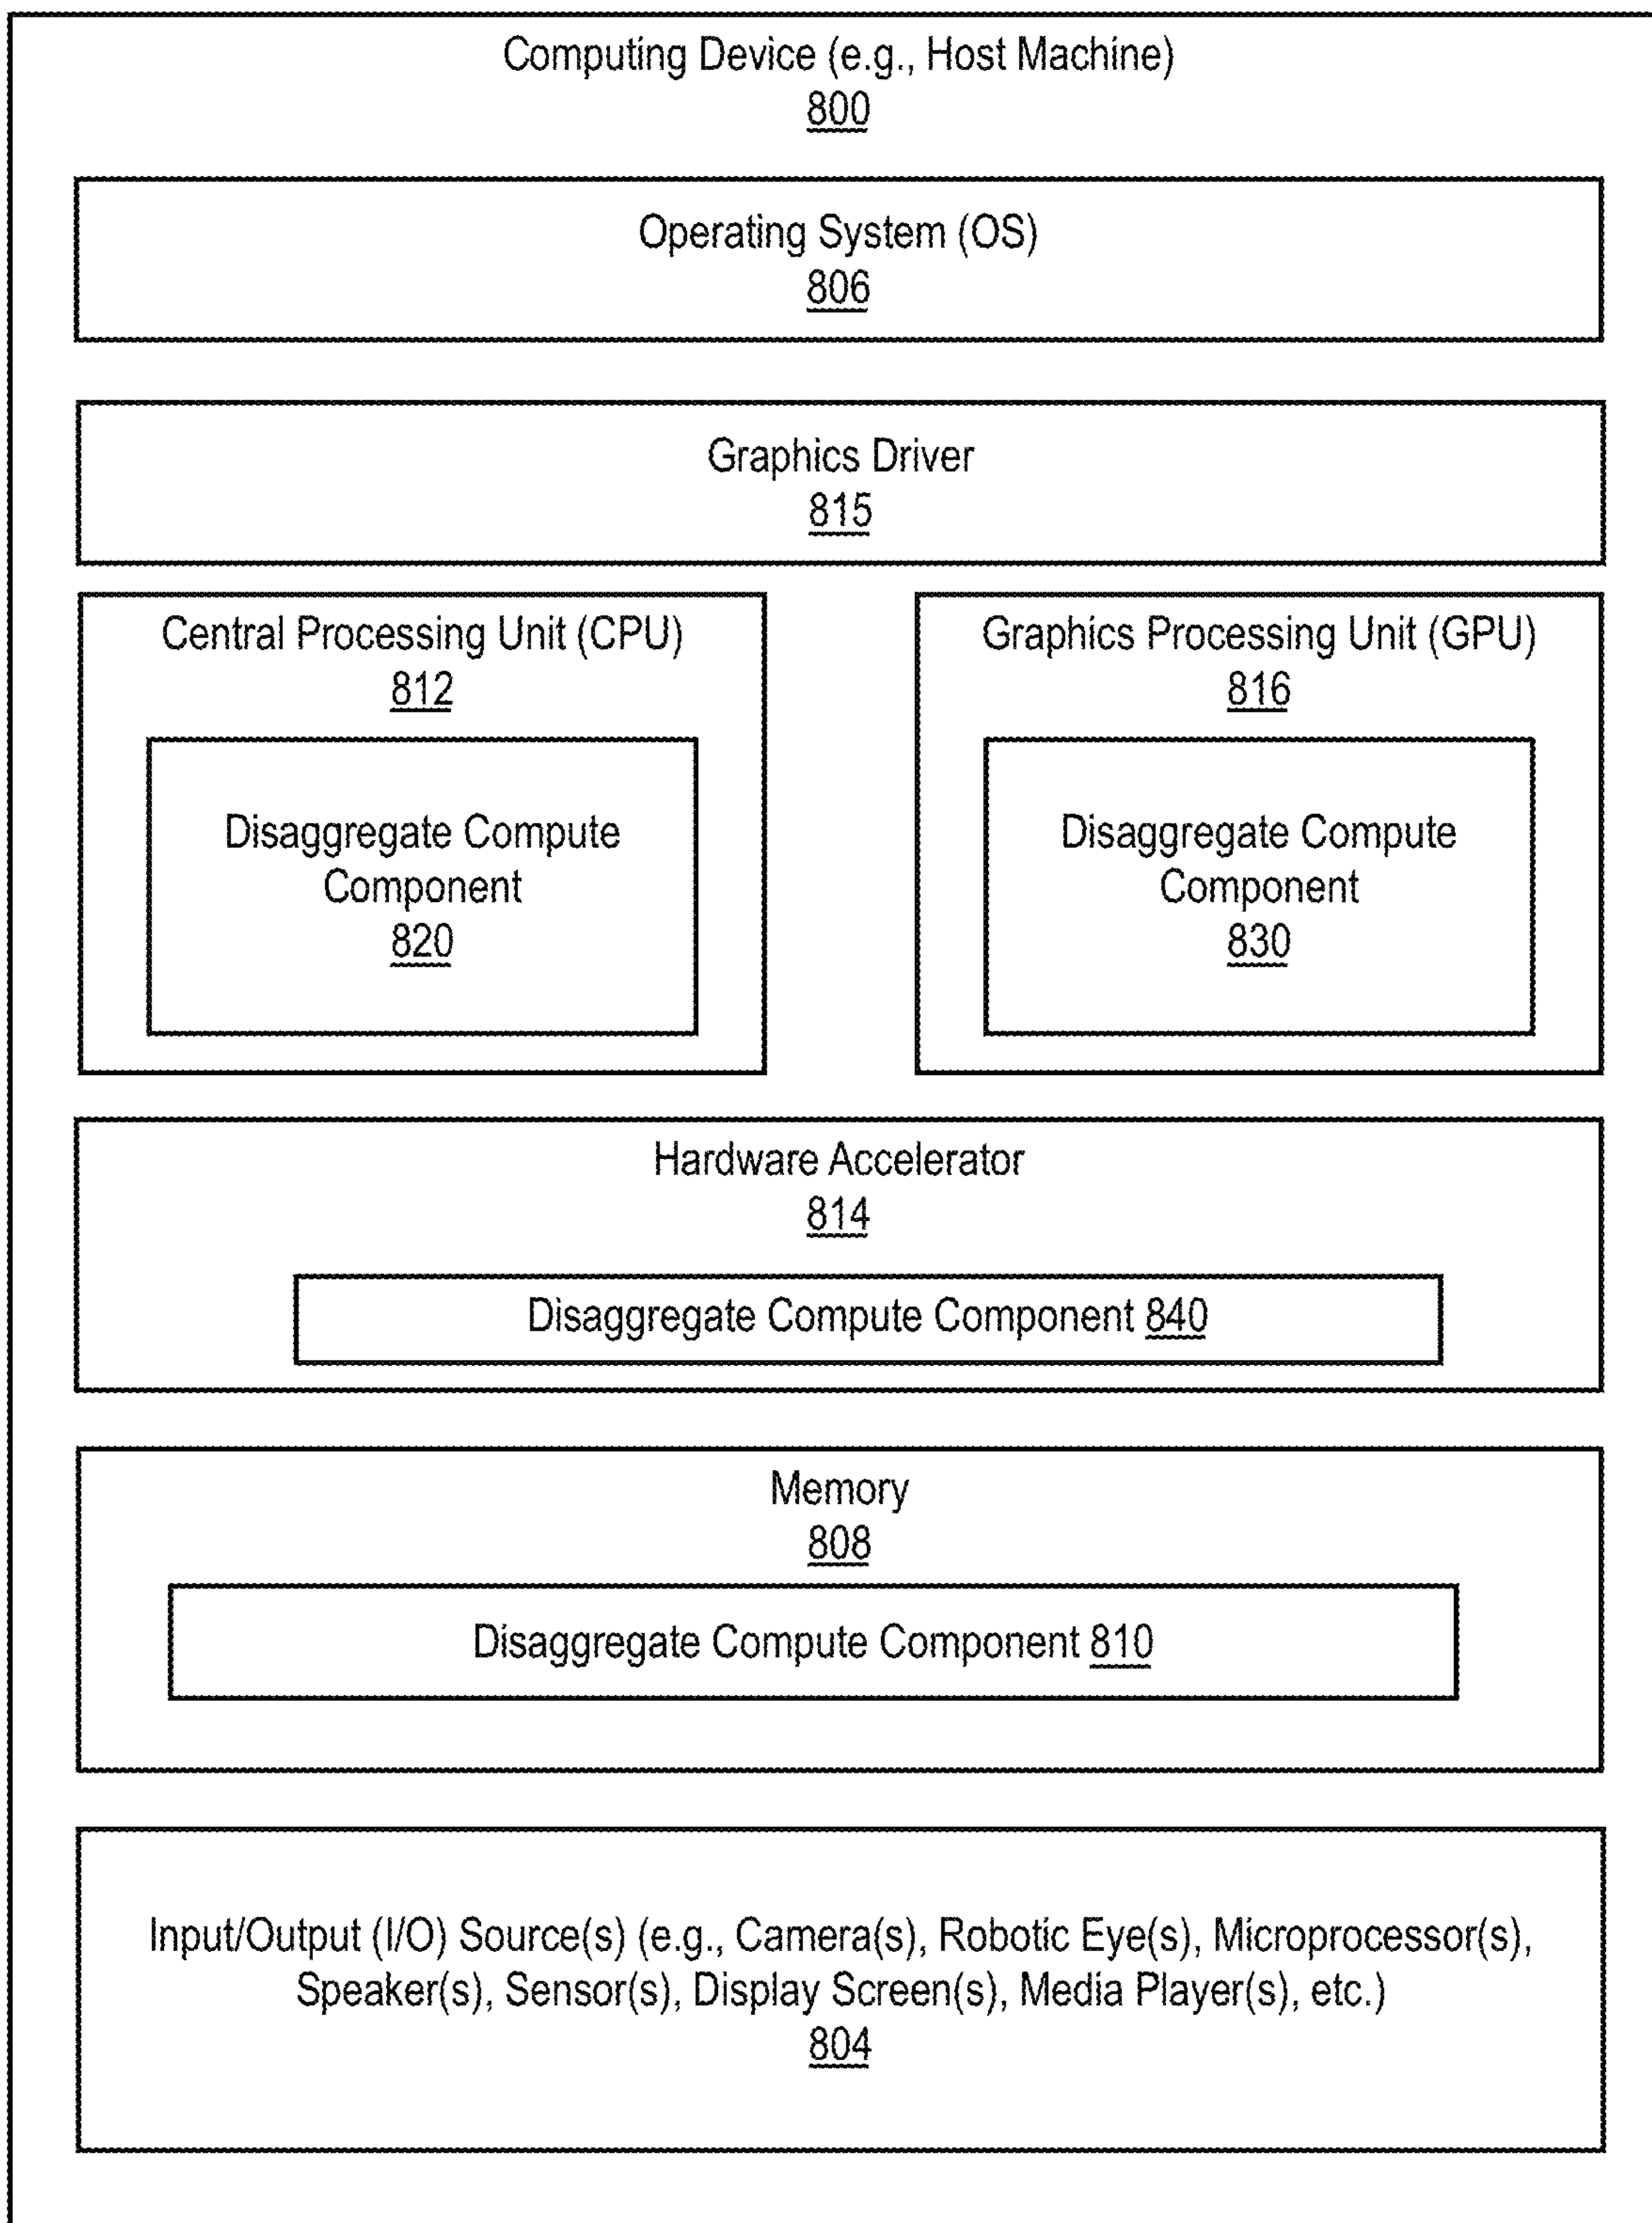 Computing Device (e.g., Host Machine)
800
Operating System (OS)
806
Graphics Driver
815
Central Processing Unit (CPU)
812
Disaggregate Compute
Component
820
Graphics Processing Unit (GPU)
816
Disaggregate Compute
Component
830
Hardware Accelerator
814
Disaggregate Compute Component 840
Memory
808
Disaggregate Compute Component 810
Input/Output (I/O) Source(s) (e.g., Camera(s), Robotic Eye(s), Microprocessor(s),
Speaker(s), Sensor(s), Display Screen(s), Media Player(s), etc.)
804